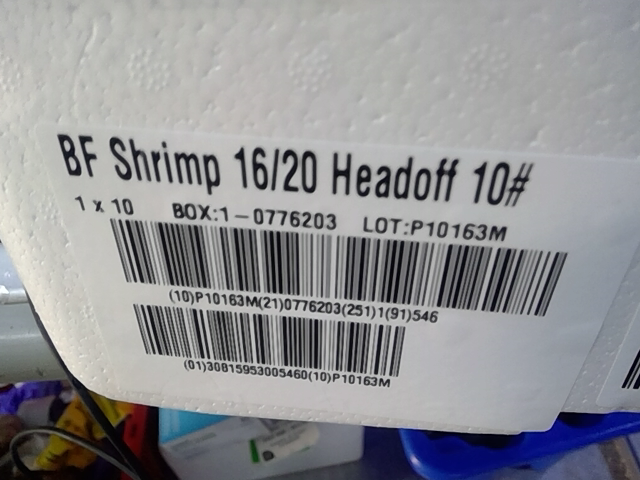 BF Shrimp 16/20 Headoff 10#
1 x 10 BOX:1-0776203 LOT:P10163M
(10)P10163M(21)0776203(251)1(91)546
(01)30815953005460(10)P10163M